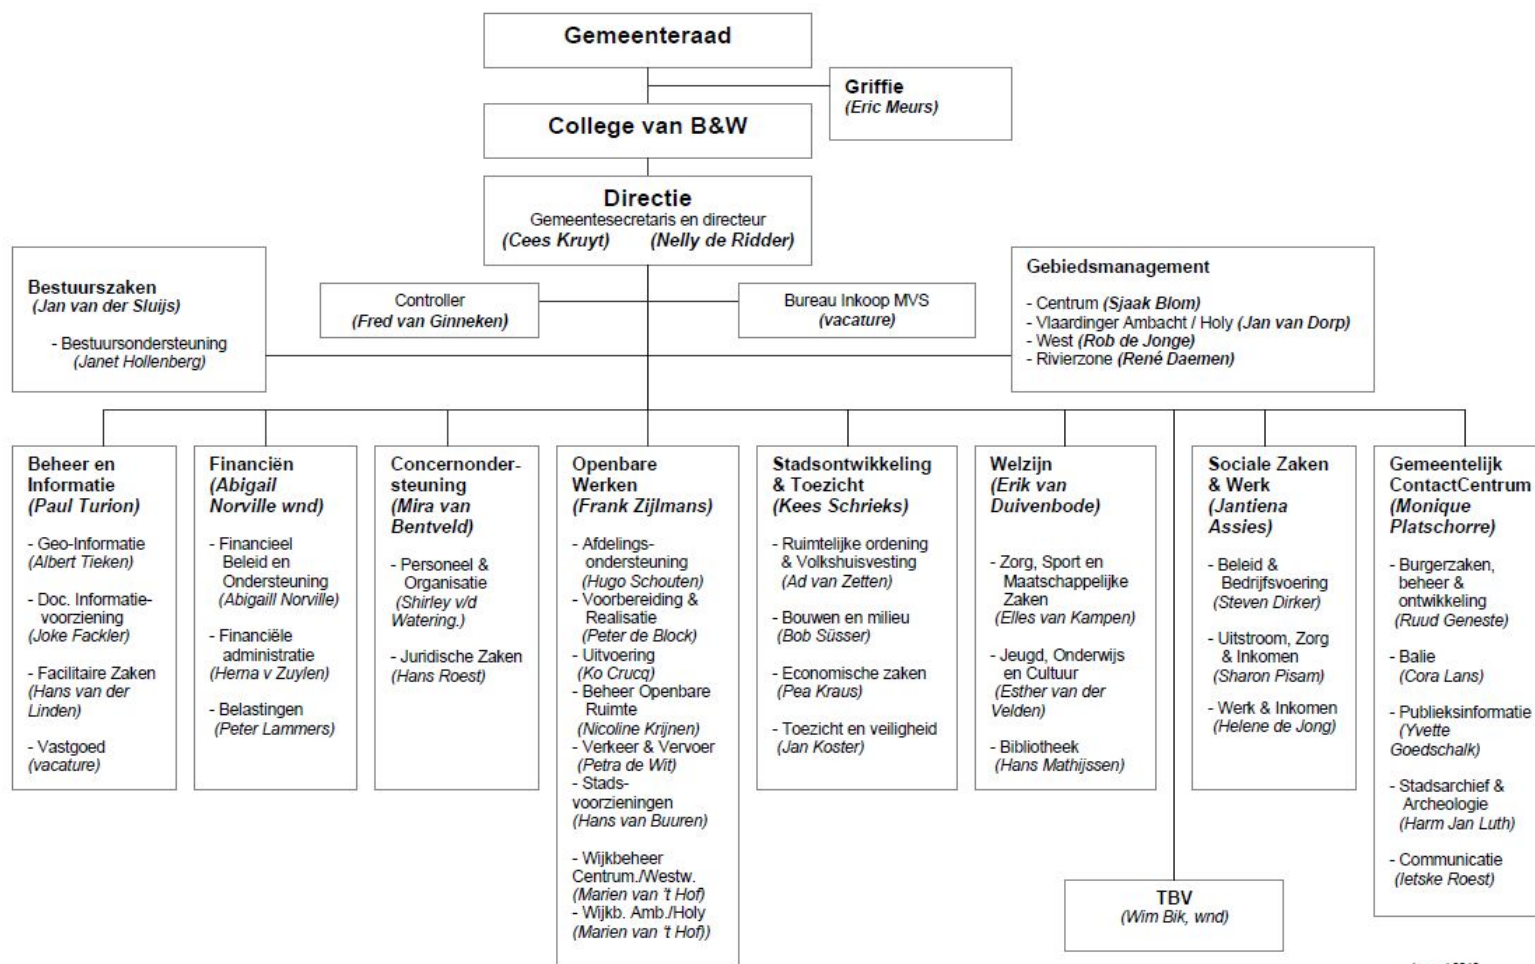 Gemeenteraad
Griffie
(Eric Meurs)
College van B&W
Directie
Gemeentesecretaris en directeur
(Cees Kruyt) (Nelly de Ridder)
Bestuurszaken
(Jan van der Sluijs)
- Bestuursondersteuning
(Janet Hollenberg)
Controller
(Fred van Ginneken)
Bureau Inkoop MVS
(vacature)
Gebiedsmanagement
- Centrum (Sjaak Blom)
- Vlaardinger Ambacht / Holy (Jan van Dorp)
- West (Rob de Jonge)
- Rivierzone (René Daemen)
Beheer en
Informatie
(Paul Turion)
- Geo-Informatie
(Albert Tieken)
- Doc. Informatie-
voorziening
(Joke Fackler)
- Facilitaire Zaken
(Hans van der
Linden)
- Vastgoed
(vacature)
Financiën
(Abigail
Norville wnd)
- Financieel
Beleid en
Ondersteuning
(Abigaill Norville)
- Financiële
administratie
(Herna v Zuylen)
- Belastingen
(Peter Lammers)
Concernonder-
steuning
(Mira van
Bentveld)
- Personeel &
Organisatie
(Shirley v/d
Watering.)
- Juridische Zaken
(Hans Roest)
Openbare
Werken
(Frank Zijlmans)
- Afdelings-
ondersteuning
(Hugo Schouten)
- Voorbereiding &
Realisatie
(Peter de Block)
- Uitvoering
(Ko Crucq)
- Beheer Openbare
Ruimte
(Nicoline Krijnen)
- Verkeer & Vervoer
(Petra de Wit)
- Stads-
voorzieningen
(Hans van Buuren)
- Wijkbeheer
Centrum./Westw.
(Marien van 't Hof)
- Wijkb. Amb./Holy
(Marien van 't Hof))
Stadsontwikkeling
& Toezicht
(Kees Schrieks)
- Ruimtelijke ordening
& Volkshuisvesting
(Ad van Zetten)
- Bouwen en milieu
(Bob Süsser)
- Economische zaken
(Pea Kraus)
- Toezicht en veiligheid
(Jan Koster)
Welzijn
(Erik van
Duivenbode)
- Zorg, Sport en
Maatschappelijke
Zaken
(Elles van Kampen)
- Jeugd, Onderwijs
en Cultuur
(Esther van der
Velden)
- Bibliotheek
(Hans Mathijssen)
TBV
(Wim Bik, wnd)
Sociale Zaken
& Werk
(Jantiena
Assies)
- Beleid &
Bedrijfsvoering
(Steven Dirker)
- Uitstroom, Zorg
& Inkomen
(Sharon Pisam)
- Werk & Inkomen
(Helene de Jong)
Gemeentelijk
ContactCentrum
(Monique
Platschorre)
- Burgerzaken,
beheer &
ontwikkeling
(Ruud Geneste)
- Balie
(Cora Lans)
- Publieksinformatie
(Yvette
Goedschalk)
- Stadsarchief &
Archeologie
(Harm Jan Luth)
- Communicatie
(Ietske Roest)